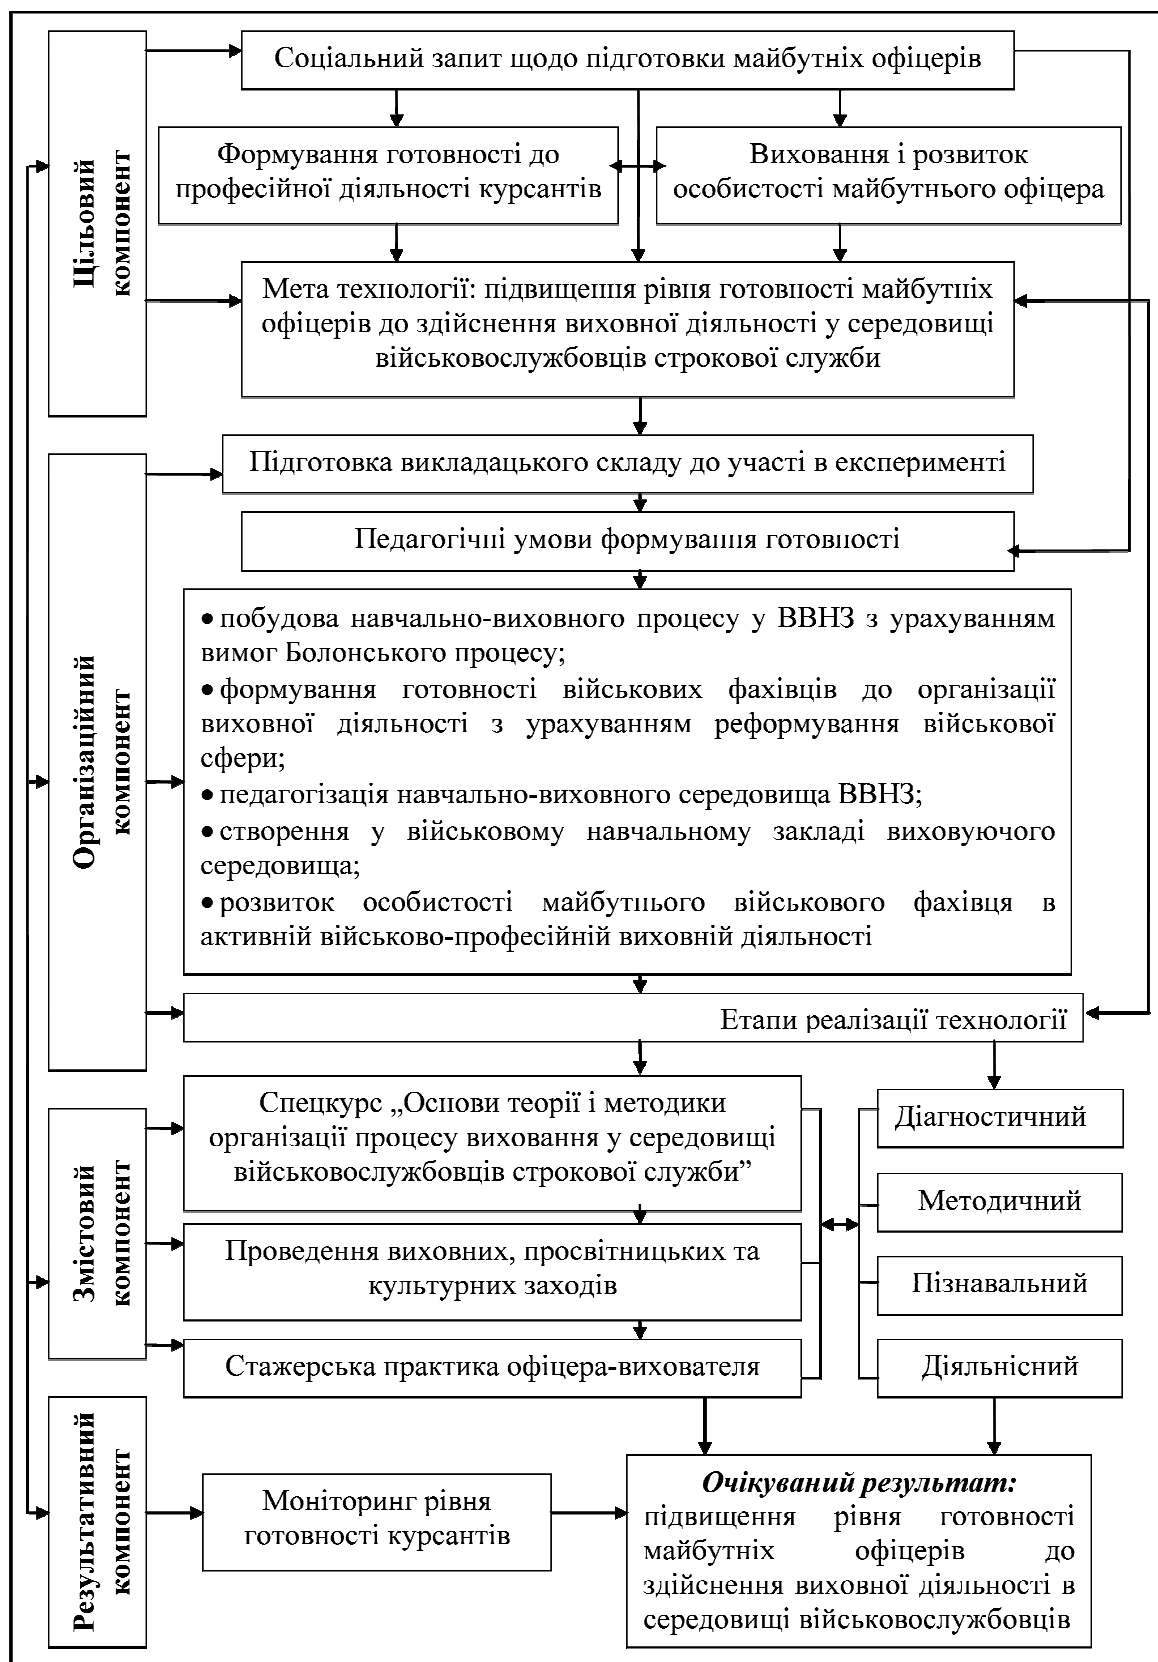 Цільовий
компонент
Соціальний запит щодо підготовки майбутніх офіцерів
Формування готовності до
професійної діяльності курсантів
Виховання і розвиток
особистості майбутнього офіцера
Мета технології: підвищення рівня готовності майбутніх
офіцерів до здійснення виховної діяльності у середовищі
військовослужбовців строкової служби
Організаційний
компонент
Підготовка викладацького складу до участі в експерименті
Педагогічні умови формування готовності
• побудова навчально-виховного процесу у ВВНЗ з урахуванням
вимог Болонського процесу;
• формування готовності військових фахівців до організації
виховної діяльності з урахуванням реформування військової
сфери;
• педагогізація навчально-виховного середовища ВВНЗ;
• створення у військовому навчальному закладі виховуючого
середовища;
• розвиток особистості майбутнього військового фахівця в
активній військово-професійній виховній діяльності
Етапи реалізації технології
Змістовий
компонент
Спецкурс „Основи теорії і методики
організації процесу виховання у середовищі
військовослужбовців строкової служби”
Проведення виховних, просвітницьких та
культурних заходів
Стажерська практика офіцера-вихователя
Діагностичний
Методичний
Пізнавальний
Діяльнісний
Результативний
компонент
Моніторинг рівня
готовності курсантів
Очікуваний результат:
підвищення рівня готовності
майбутніх офіцерів до
здійснення виховної діяльності в
середовищі військовослужбовців